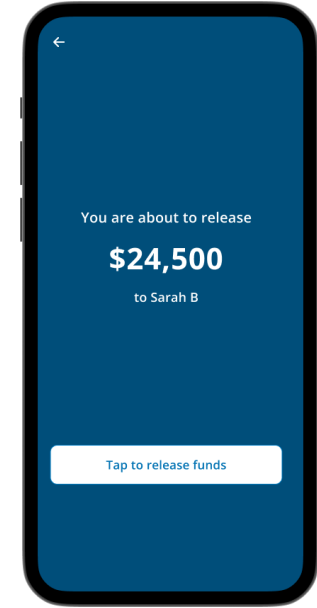 You are about to release
$24,500
to Sarah B
Tap to release funds